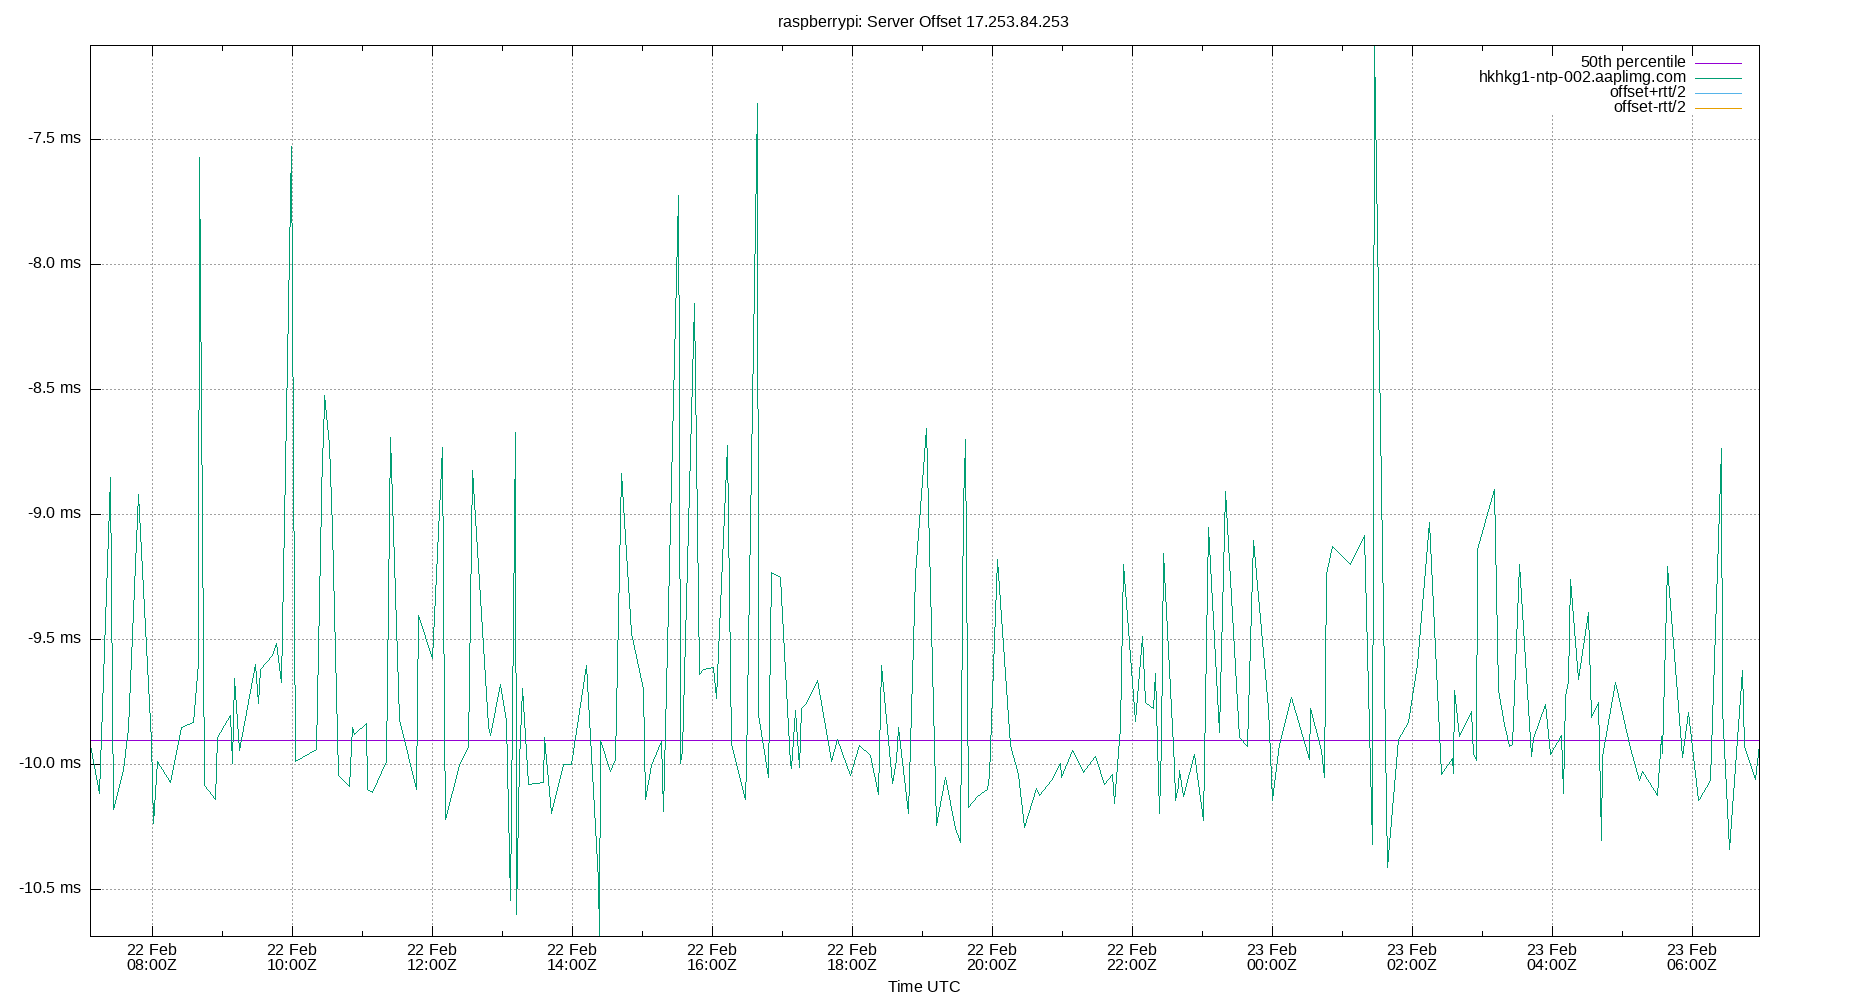 raspberrypi: Server Offset 17.253.84.253
50th percentile
hkhkg1-ntp-002.aaplimg.com
offset+rtt/2
offset-rtt/2
-7.5 ms
-8.0 ms
-8.5 ms
-9.0 ms
-9.5 ms
-10.0 ms
-10.5 ms
22 Feb 22 Feb 22 Feb 22 Feb 22 Feb 22 Feb 22 Feb 22 Feb 23 Feb 23 Feb 23 Feb 23 Feb
08:00Z 10:00Z 12:00Z 14:00Z 16:00Z 18:00Z 20:00Z 22:00Z 00:00Z 02:00Z 04:00Z 06:00Z
Time UTC